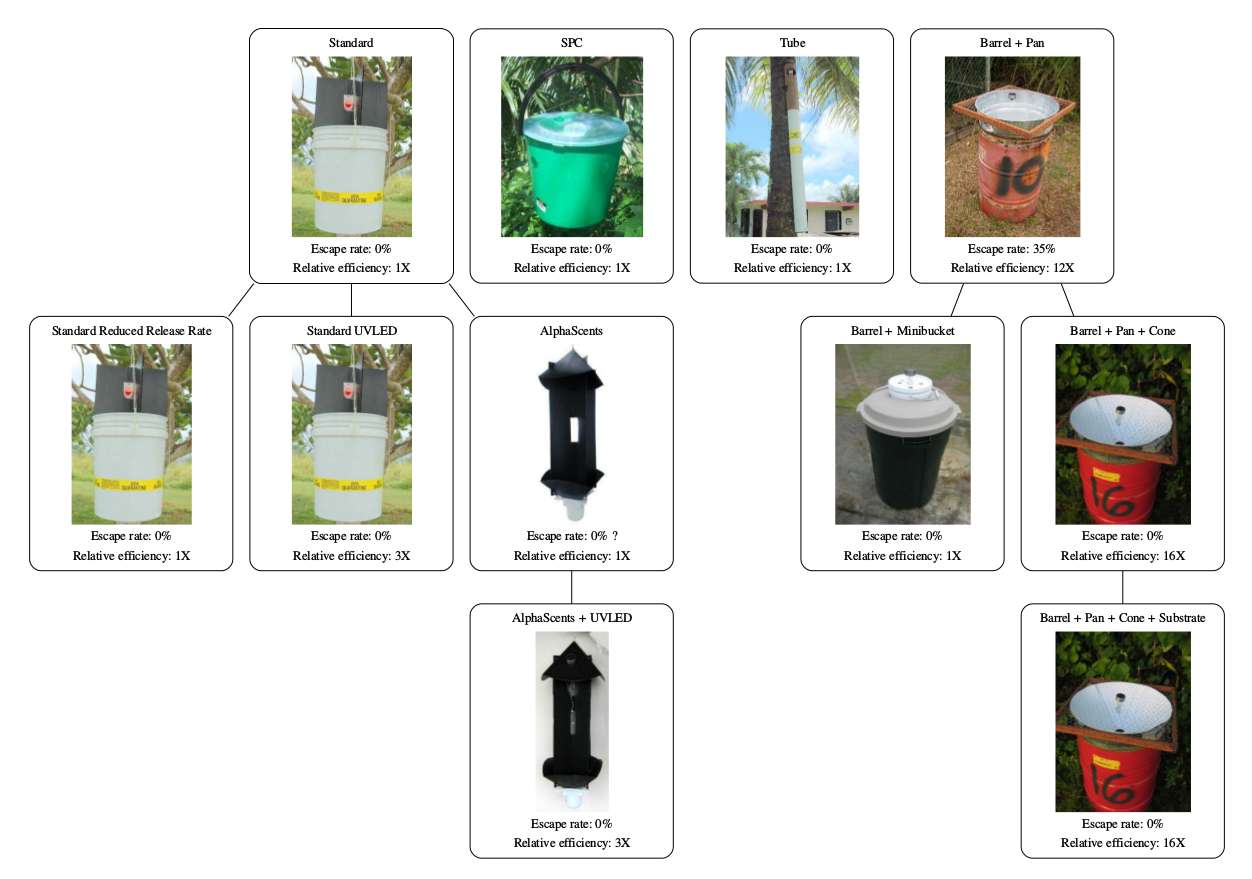 Standard
SPC
Tube
Barrel + Pan
QUARANTINE
10
Escape rate: 0%
Relative efficiency: 1X
Escape rate: 0%
Relative efficiency: 1X
Escape rate: 0%
Relative efficiency: 1X
Escape rate: 35%
Relative efficiency: 12X
Standard Reduced Release Rate
Standard UVLED
AlphaScents
Barrel + Minibucket
Barrel + Pan + Cone
QUARANTINE
QUARANTINE
16
Escape rate: 0%
Relative efficiency: 1X
Escape rate: 0%
Relative efficiency: 3X
Escape rate: 0% ?
Relative efficiency: 1X
Escape rate: 0%
Relative efficiency: 1X
Escape rate: 0%
Relative efficiency: 16X
AlphaScents + UVLED
Barrel + Pan + Cone + Substrate
16
Escape rate: 0%
Relative efficiency: 3X
Escape rate: 0%
Relative efficiency: 16X